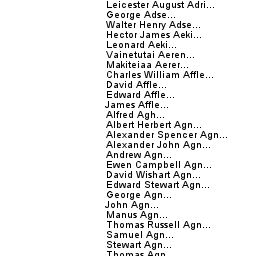 Leicester August Adri...
George Adse...
Walter Henry Adse...
Hector James Aeki...
Leonard Aeki...
Vainetutai Aeren...
Makiteiaa Aerer...
Charles William Affle...
David Affle...
Edward Affle...
James Affle...
Alfred Agh...
Albert Herbert Agn...
Alexander Spencer Agn...
Alexander John Agn...
Andrew Agn...
Ewen Campbell Agn...
David Wishart Agn...
Edward Stewart Agn...
George Agn...
John Agn...
Manus Agn...
Thomas Russell Agn...
Samuel Agn...
Stewart Agn...
Thomas Agn